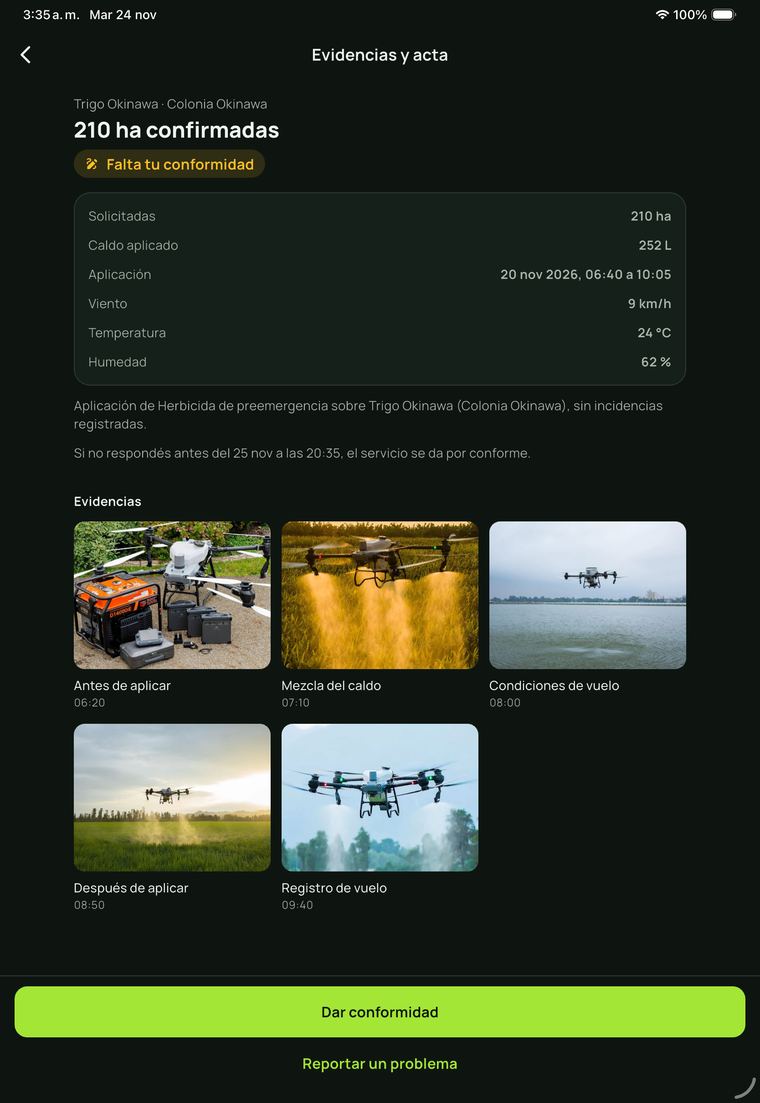 3:35 a. m. Mar 24 nov
100%
Evidencias y acta
Trigo Okinawa · Colonia Okinawa
210 ha confirmadas
Falta tu conformidad
Solicitadas 210 ha
Caldo aplicado 252 L
Aplicación 20 nov 2026, 06:40 a 10:05
Viento 9 km/h
Temperatura 24 °C
Humedad 62 %
Aplicación de Herbicida de preemergencia sobre Trigo Okinawa (Colonia Okinawa), sin incidencias
registradas.
Si no respondés antes del 25 nov a las 20:35, el servicio se da por conforme.
Evidencias
Antes de aplicar
06:20
Mezcla del caldo
07:10
Condiciones de vuelo
08:00
Después de aplicar
08:50
Registro de vuelo
09:40
Dar conformidad
Reportar un problema